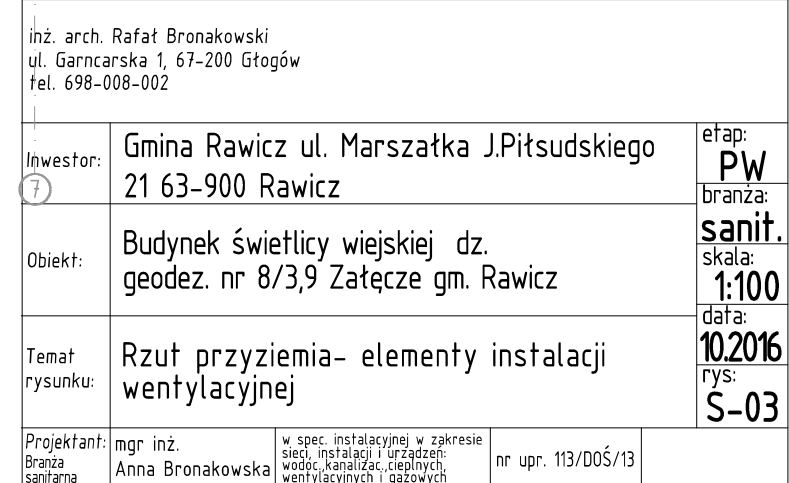 inż. arch. Rafał Bronakowski
ul. Garncarska 1, 67-200 Głogów
tel. 698-008-002
Inwestor:
Gmina Rawicz ul. Marszałka J.Piłsudskiego
21 63-900 Rawicz
7
etap:
PW
branża:
sanit.
Obiekt:
Budynek świetlicy wiejskiej dz.
geodez. nr 8/3,9 Załęcze gm. Rawicz
skala:
1:100
data:
10.2016
Temat
rysunku:
Rzut przyziemia- elementy instalacji
wentylacyjnej
rys:
S-03
Projektant:
Branża
sanitarna
mgr inż.
Anna Bronakowska
w spec. instalacyjnej w zakresie
sieci, instalacji i urządzeń:
wodoc.,kanalizac.,cieplnych,
wentylacyjnych i gazowych
nr upr. 113/DOŚ/13